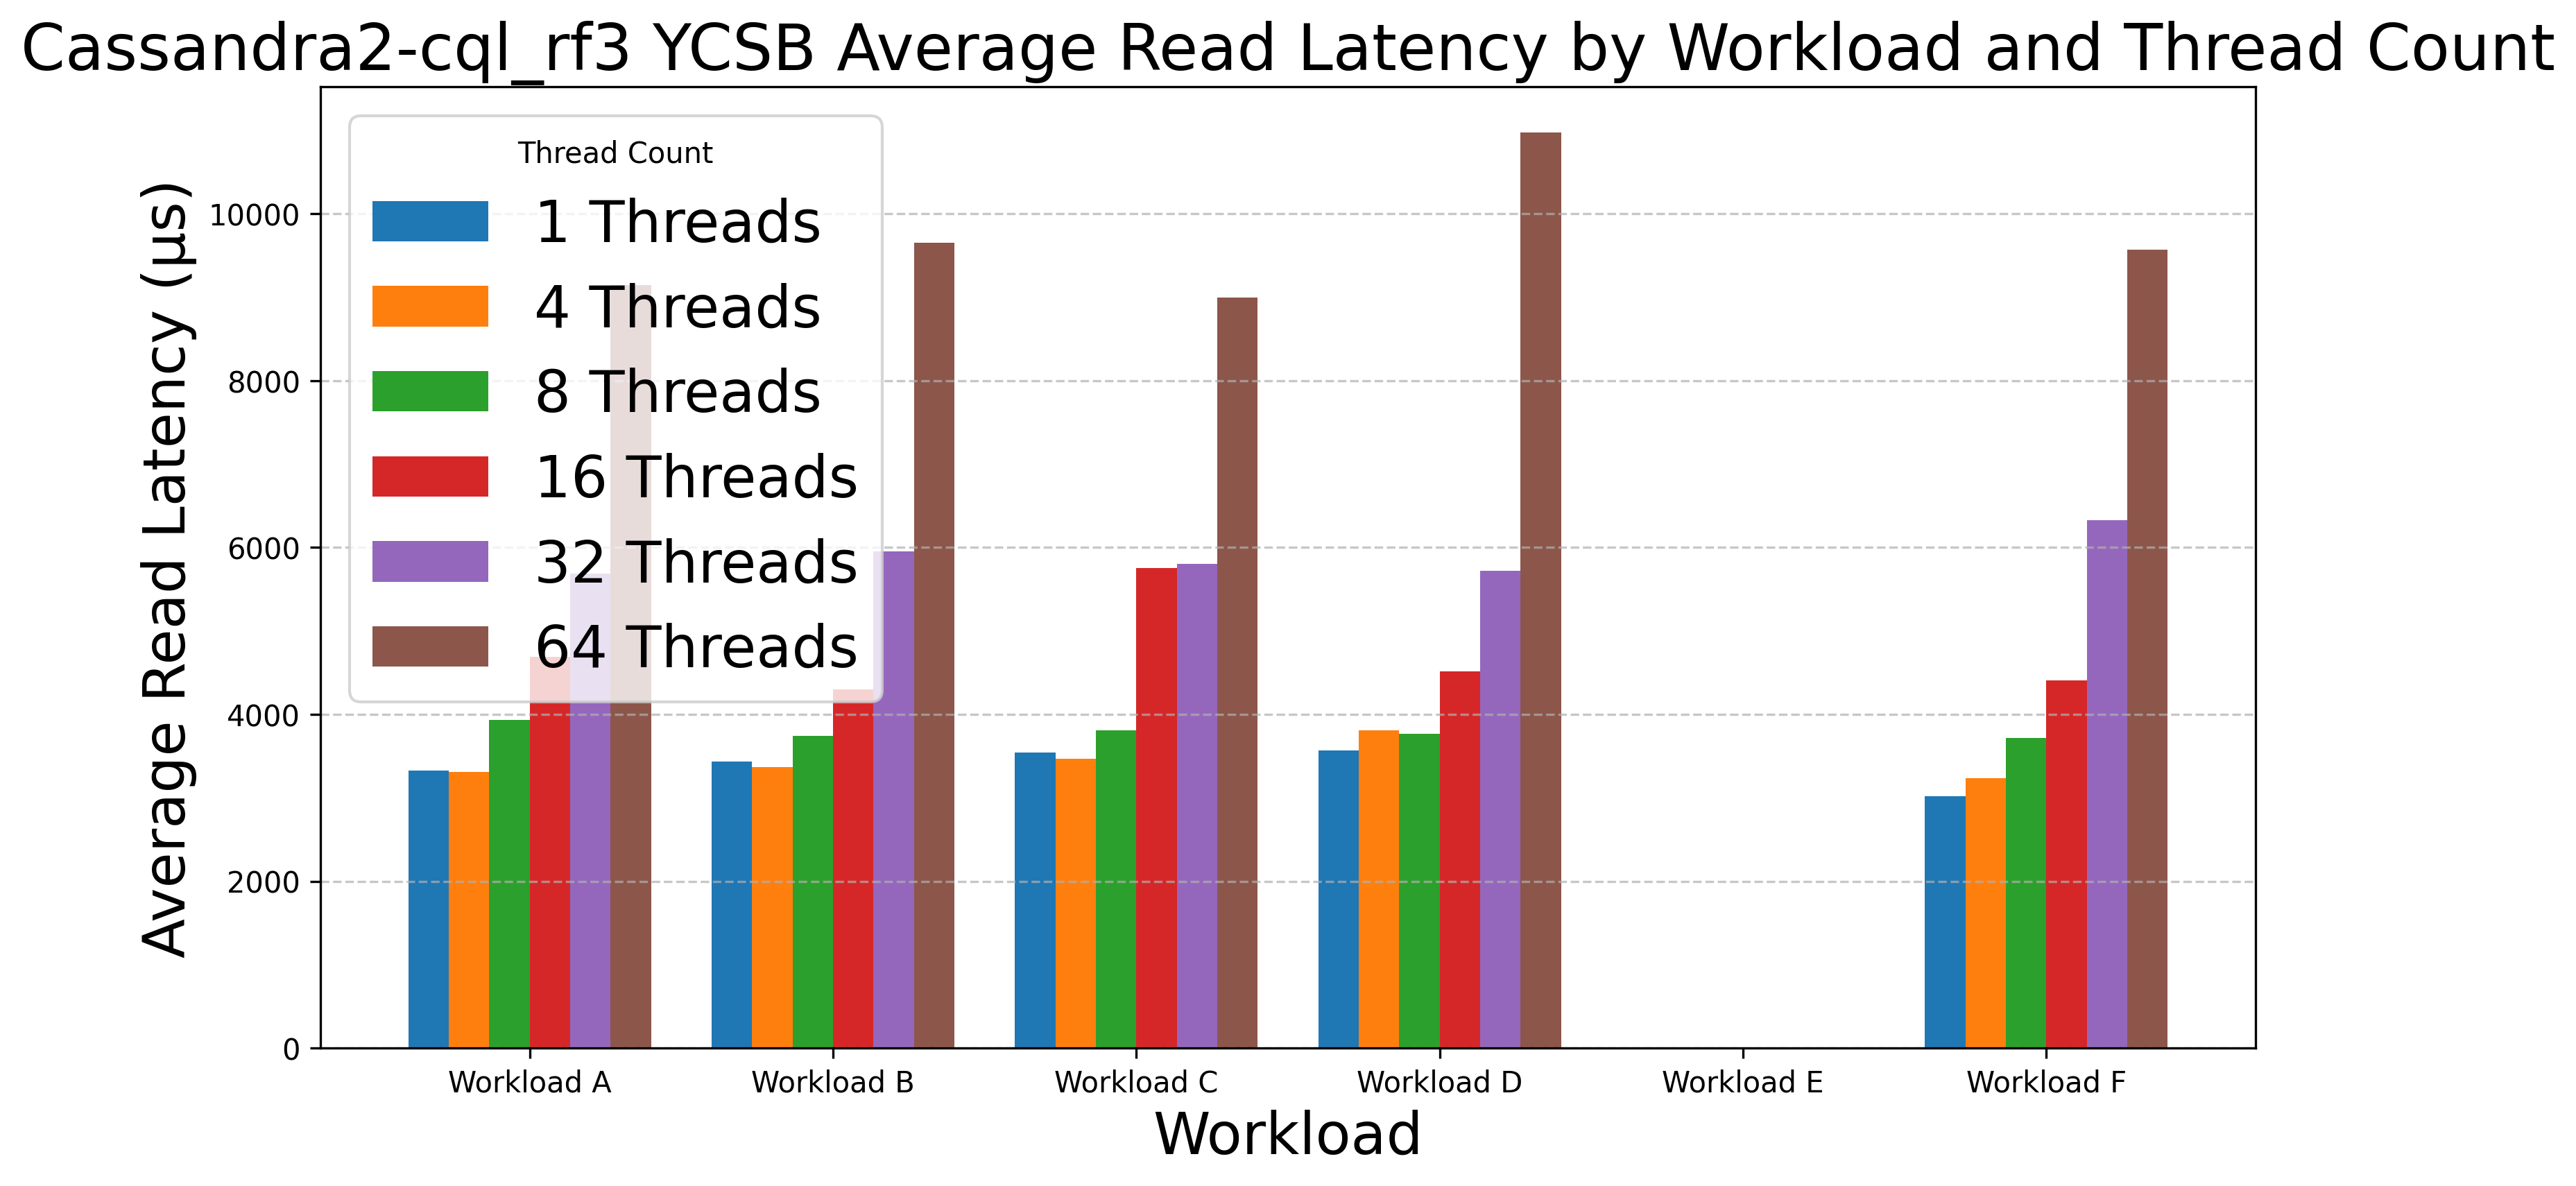 Cassandra2-cql_rf3 YCSB Average Read Latency by Workload and Thread Count
Average Read Latency (µs)
10000
8000
6000
4000
2000
0
Thread Count
1 Threads
4 Threads
8 Threads
16 Threads
32 Threads
64 Threads
Workload A Workload B Workload C Workload D Workload E Workload F
Workload